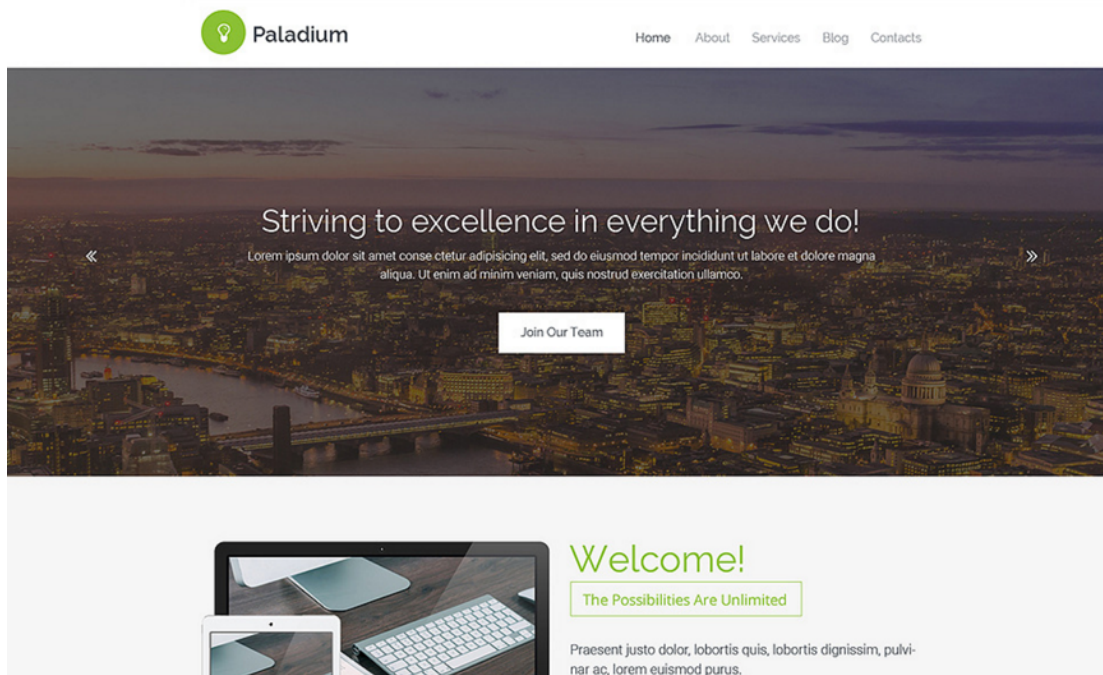 Paladium
Home About Services Blog Contacts
Striving to excellence in everything we do!
Lorem ipsum dolor sit amet conse ctetur adipisicing elit, sed do eiusmod tempor incididunt ut labore et dolore magna
aliqua. Ut enim ad minim veniam, quis nostrud exercitation ullamco.
Join Our Team
Welcome!
The Possibilities Are Unlimited
Praesent justo dolor, lobortis quis, lobortis dignissim, pulvi-
nar ac, lorem euismod purus.